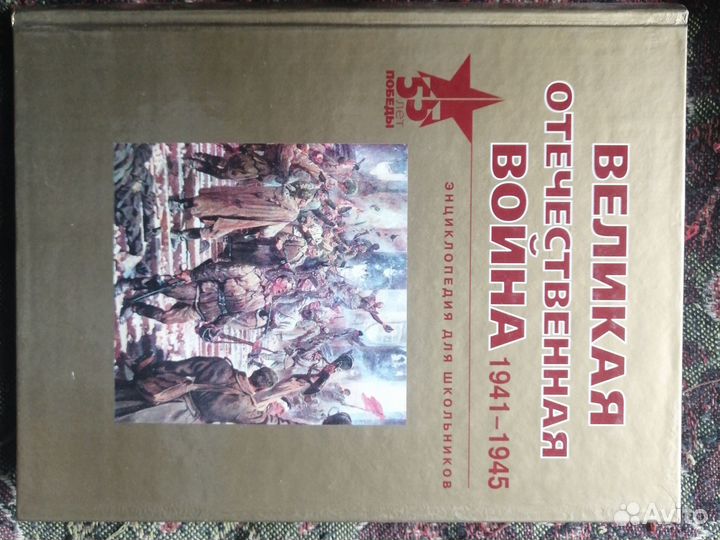 55
лет
ПОБЕДЫ
ВЕЛИКАЯ
ОТЕЧЕСТВЕННАЯ
ВОЙНА 1941–1945
ЭНЦИКЛОПЕДИЯ ДЛЯ ШКОЛЬНИКОВ
Avito